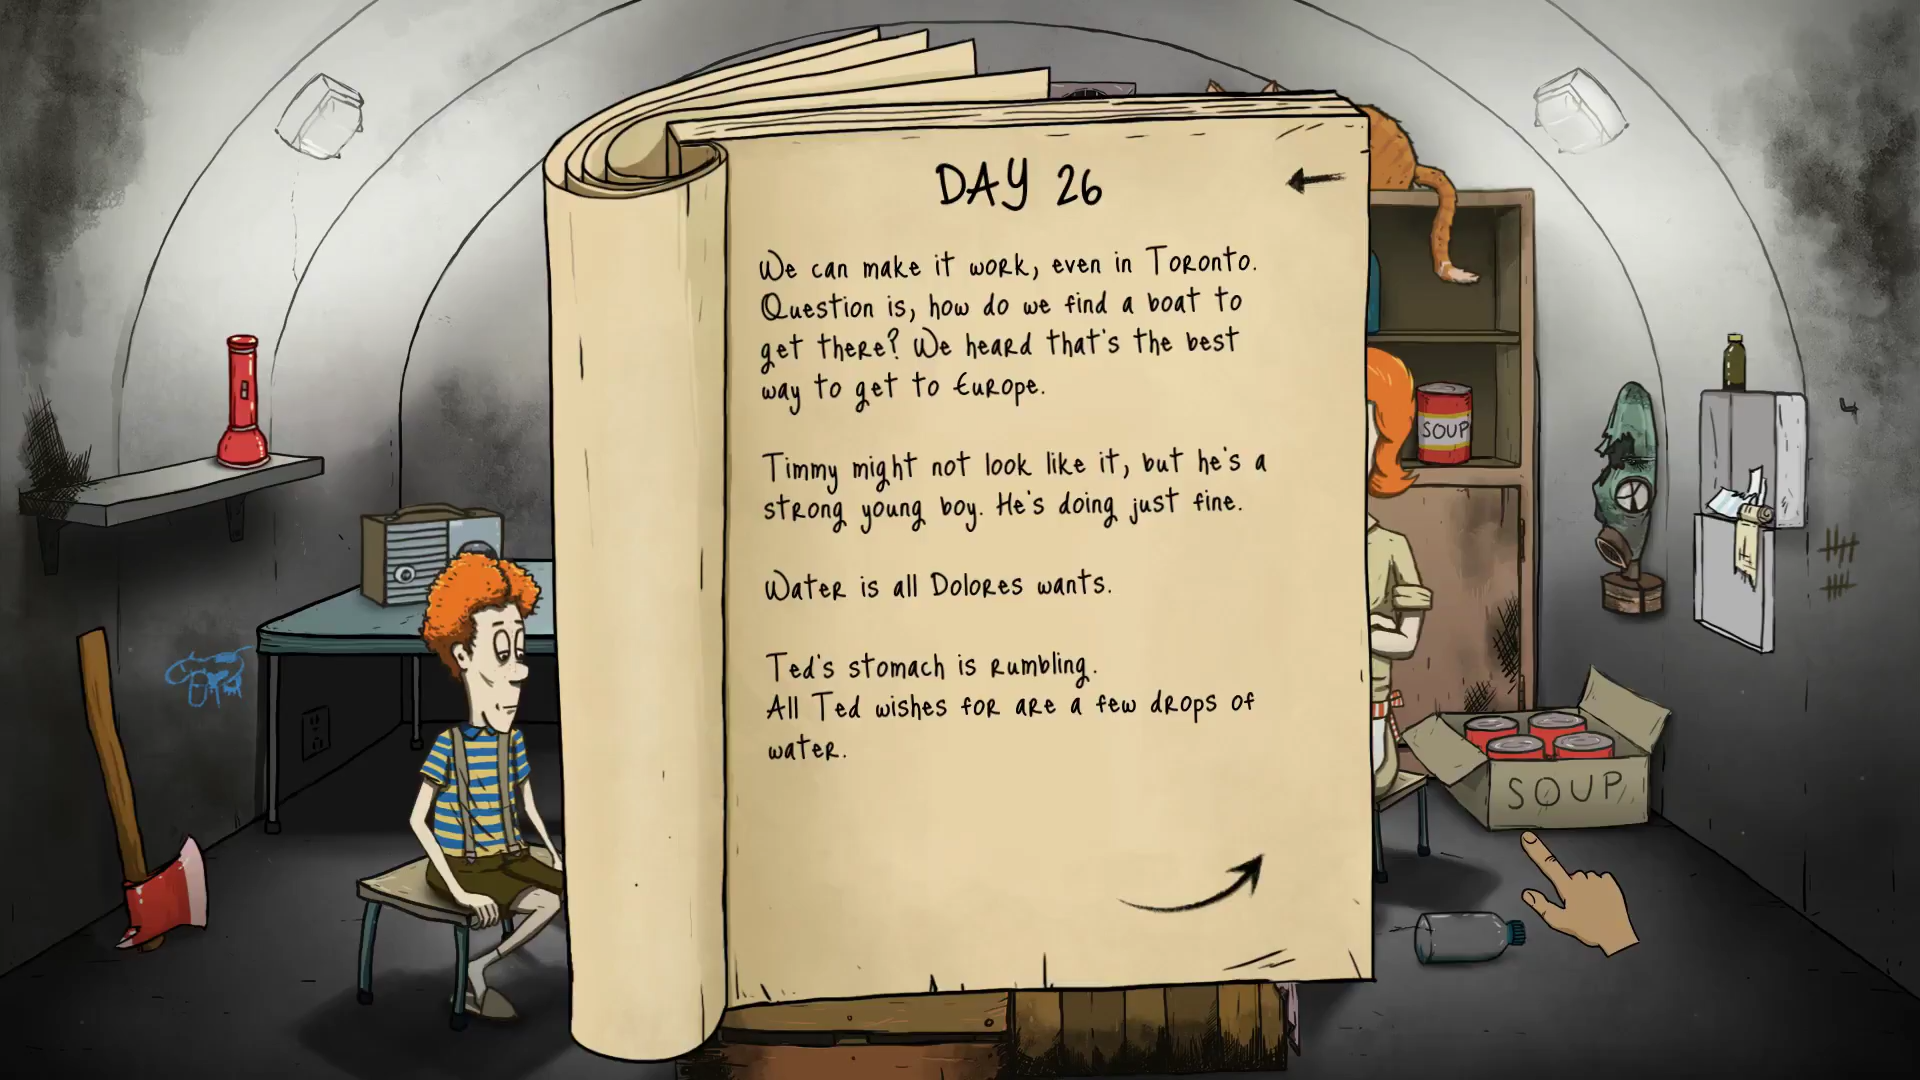 DAY 26
We can make it work, even in Toronto.
Question is, how do we find a boat to
get there? We heard that's the best
way to get to Europe.
Timmy might not look like it, but he's a
strong young boy. He's doing just fine.
Water is all Dolores wants.
Ted's stomach is rumbling.
All Ted wishes for are a few drops of
water.
SOUP
SOUP